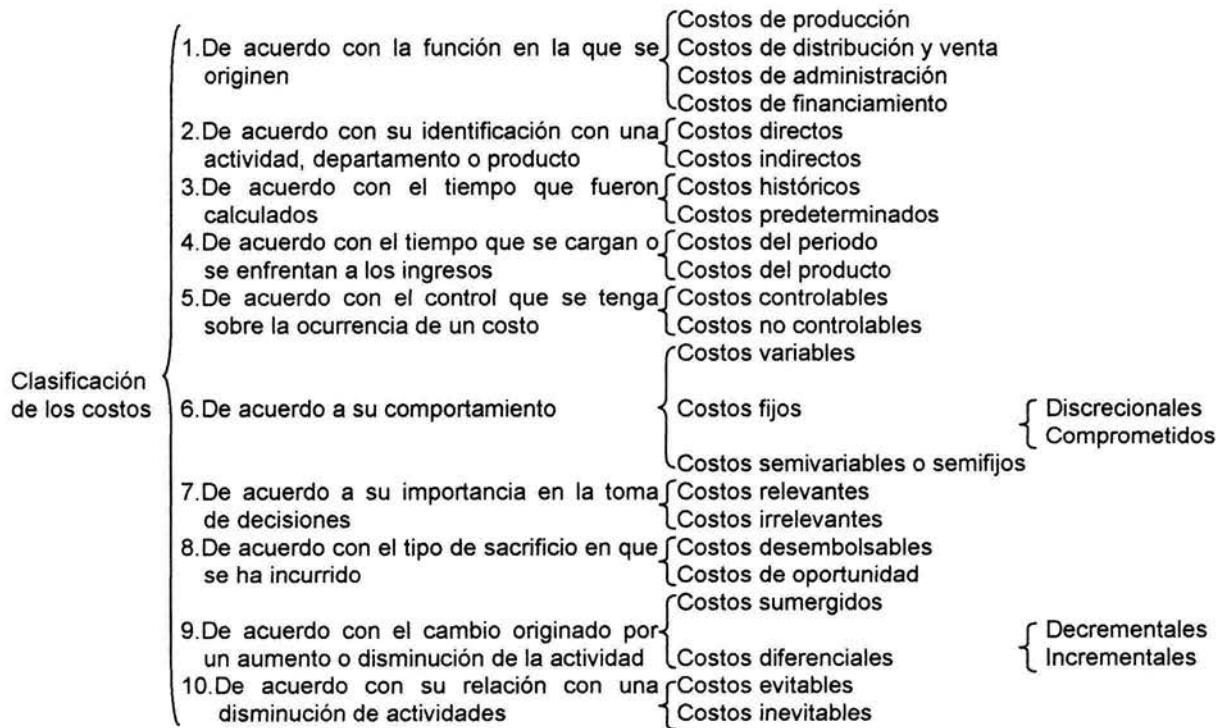 Clasificación
de los costos
1.De acuerdo con la función en la que se
originen
Costos de producción
Costos de distribución y venta
Costos de administración
Costos de financiamiento
2.De acuerdo con su identificación con una
actividad, departamento o producto
Costos directos
Costos indirectos
3.De acuerdo con el tiempo que fueron
calculados
Costos históricos
Costos predeterminados
4.De acuerdo con el tiempo que se cargan o
se enfrentan a los ingresos
Costos del periodo
Costos del producto
5.De acuerdo con el control que se tenga
sobre la ocurrencia de un costo
Costos controlables
Costos no controlables
6.De acuerdo a su comportamiento
Costos variables
Costos fijos
Discrecionales
Comprometidos
Costos semivariables o semifijos
7.De acuerdo a su importancia en la toma
de decisiones
Costos relevantes
Costos irrelevantes
8.De acuerdo con el tipo de sacrificio en que
se ha incurrido
Costos desembolsables
Costos de oportunidad
9.De acuerdo con el cambio originado por
un aumento o disminución de la actividad
Costos sumergidos
Costos diferenciales
Decrementales
Incrementales
10.De acuerdo con su relación con una
disminución de actividades
Costos evitables
Costos inevitables